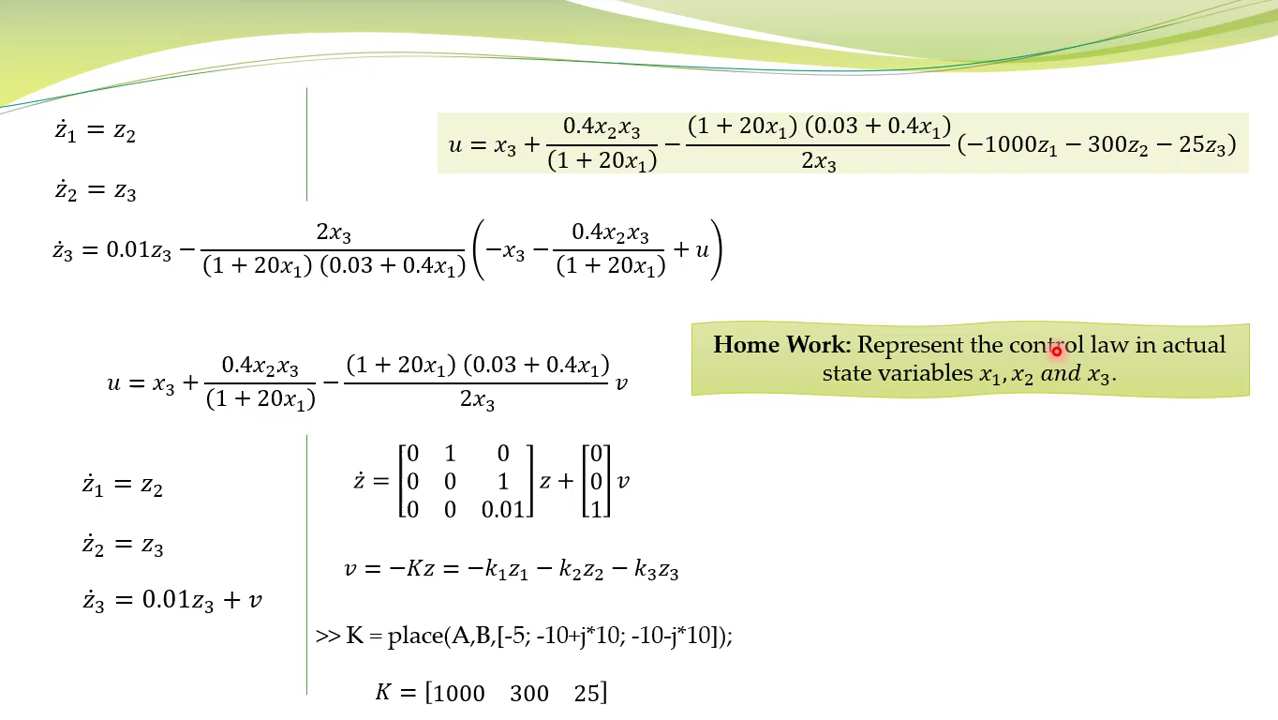 ż₁ = z₂
u = x₃ + 0.4x₂x₃/(1 + 20x₁) − (1 + 20x₁) (0.03 + 0.4x₁)/2x₃ (−1000z₁ − 300z₂ − 25z₃)
ż₂ = z₃
ż₃ = 0.01z₃ − 2x₃/(1 + 20x₁) (0.03 + 0.4x₁) (−x₃ − 0.4x₂x₃/(1 + 20x₁) + u)
Home Work: Represent the control law in actual
state variables x₁, x₂ and x₃.
u = x₃ + 0.4x₂x₃/(1 + 20x₁) − (1 + 20x₁) (0.03 + 0.4x₁)/2x₃ v
ż₁ = z₂
ż₂ = z₃
ż₃ = 0.01z₃ + v
ż = [0 1 0; 0 0 1; 0 0 0.01] z + [0; 0; 1] v
v = −Kz = −k₁z₁ − k₂z₂ − k₃z₃
>> K = place(A,B,[-5; -10+j*10; -10-j*10]);
K = [1000 300 25]